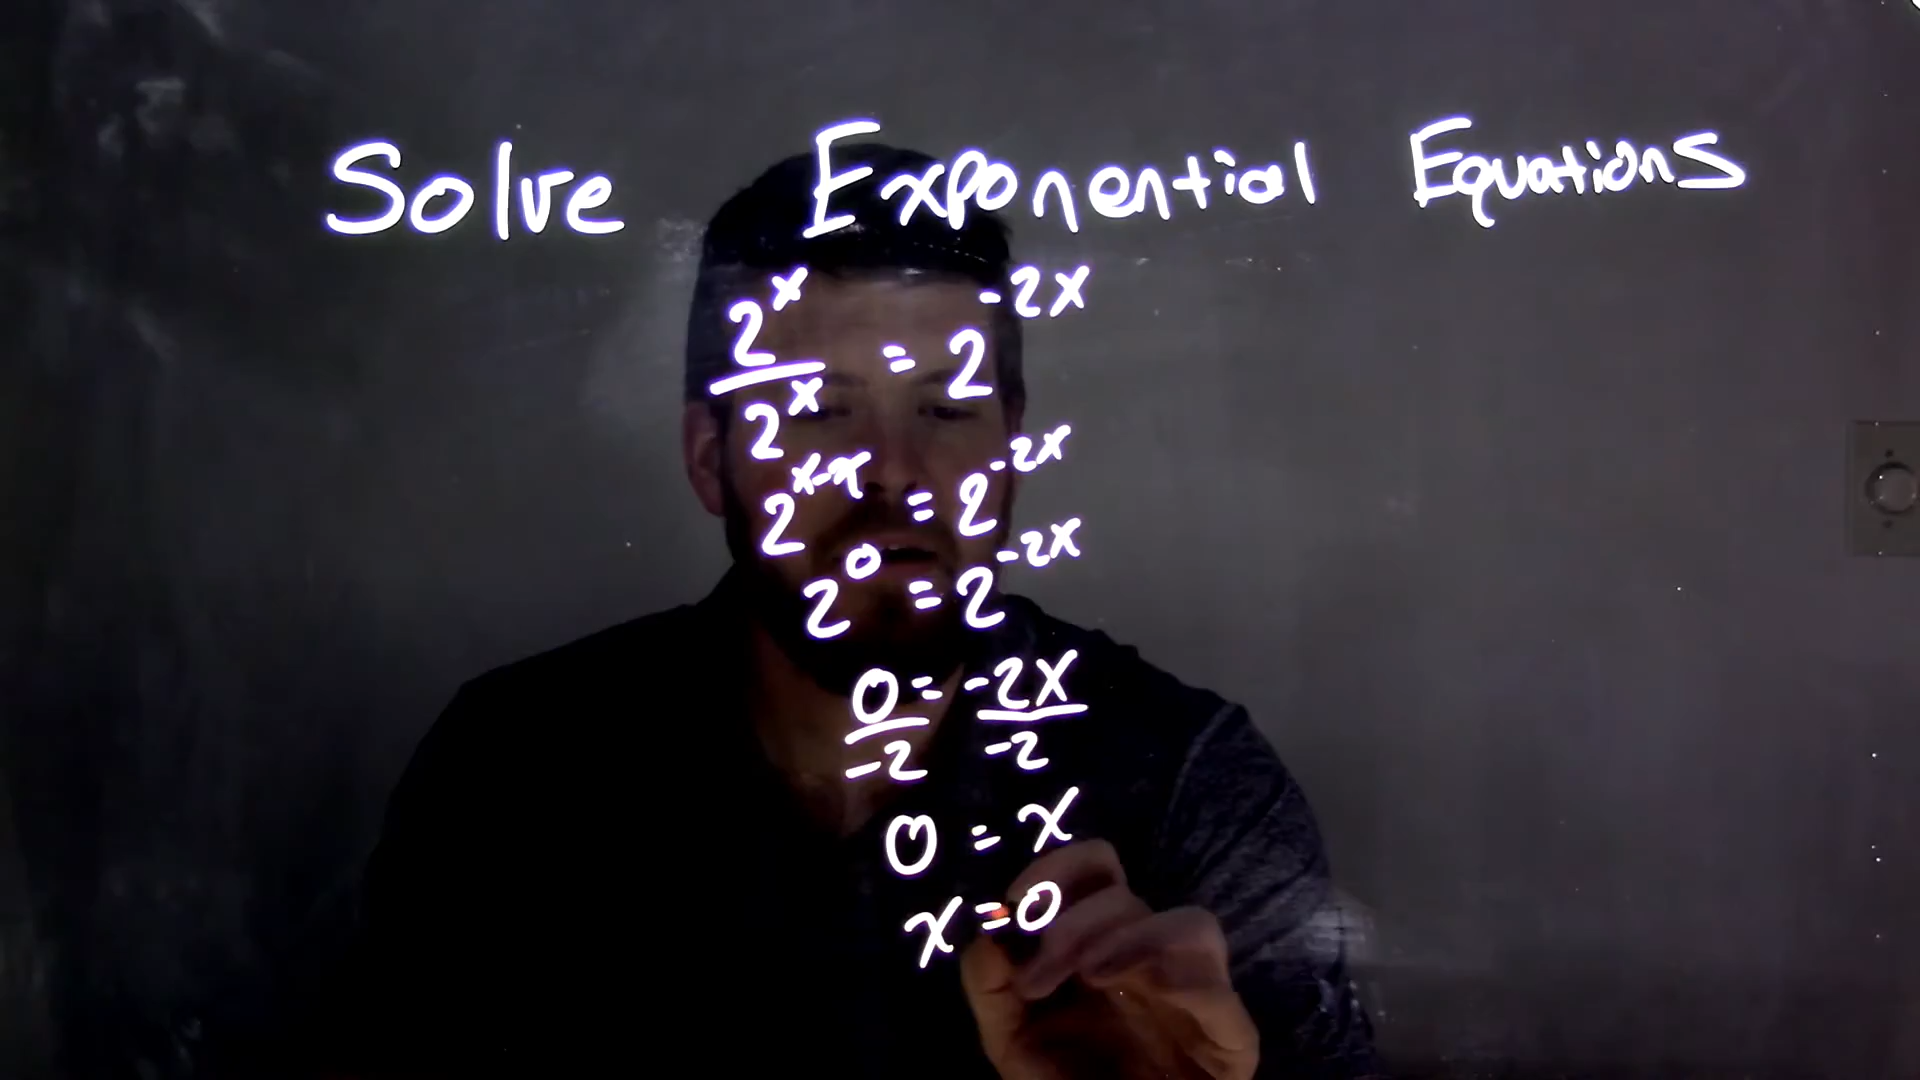 Solve Exponential Equations
2^x / 2^x = 2^-2x
2^x-x = 2^-2x
2^0 = 2^-2x
0/-2 = -2x/-2
0 = x
x = 0